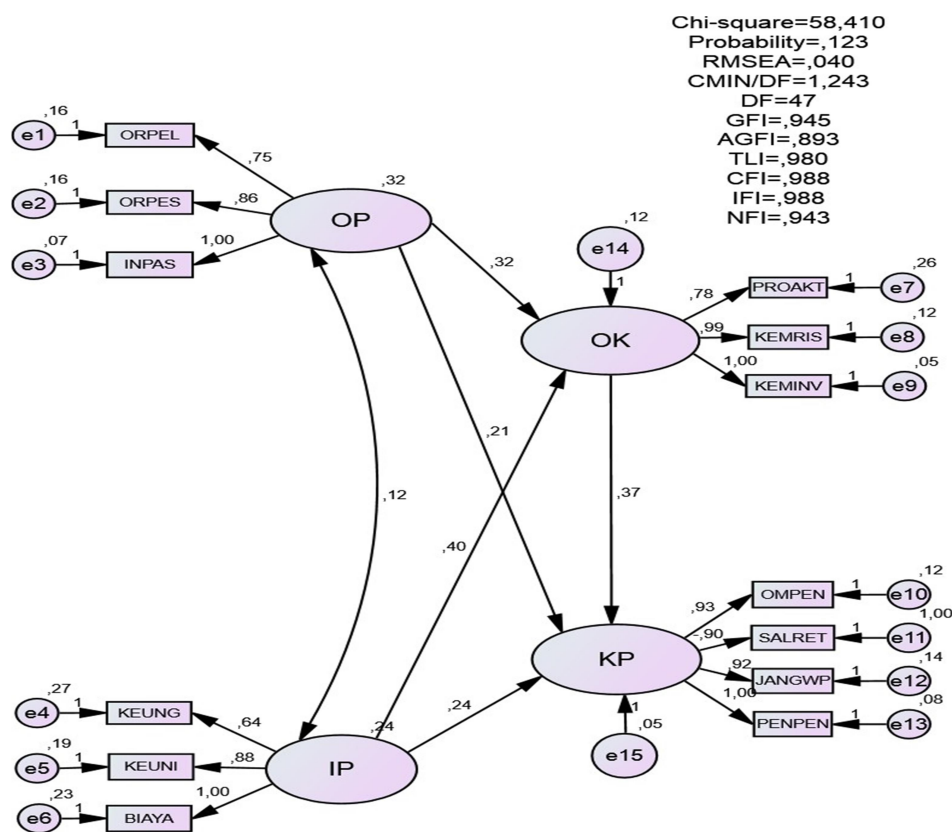 Chi-square=58,410
Probability=,123
RMSEA=,040
CMIN/DF=1,243
DF=47
GFI=,945
AGFI=,893
TLI=,980
CFI=,988
IFI=,988
NFI=,943
,16
e1
1
ORPEL
,75
,16
e2
1
ORPES
,86
,07
e3
1
INPAS
1,00
,32
OP
,32
,12
e14
1
OK
,78
PROAKT
1
,26
e7
,99
KEMRIS
1
,12
e8
1,00
KEMINV
1
,05
e9
,21
,12
,40
,37
,27
e4
1
KEUNG
,64
,19
e5
1
KEUNI
,88
,23
e6
1
BIAYA
1,00
,24
IP
,24
KP
1
,05
e15
,93
OMPEN
1
,12
e10
-,90
SALRET
1
1,00
e11
,92
JANGWP
1
,14
e12
1,00
PENPEN
1
,08
e13